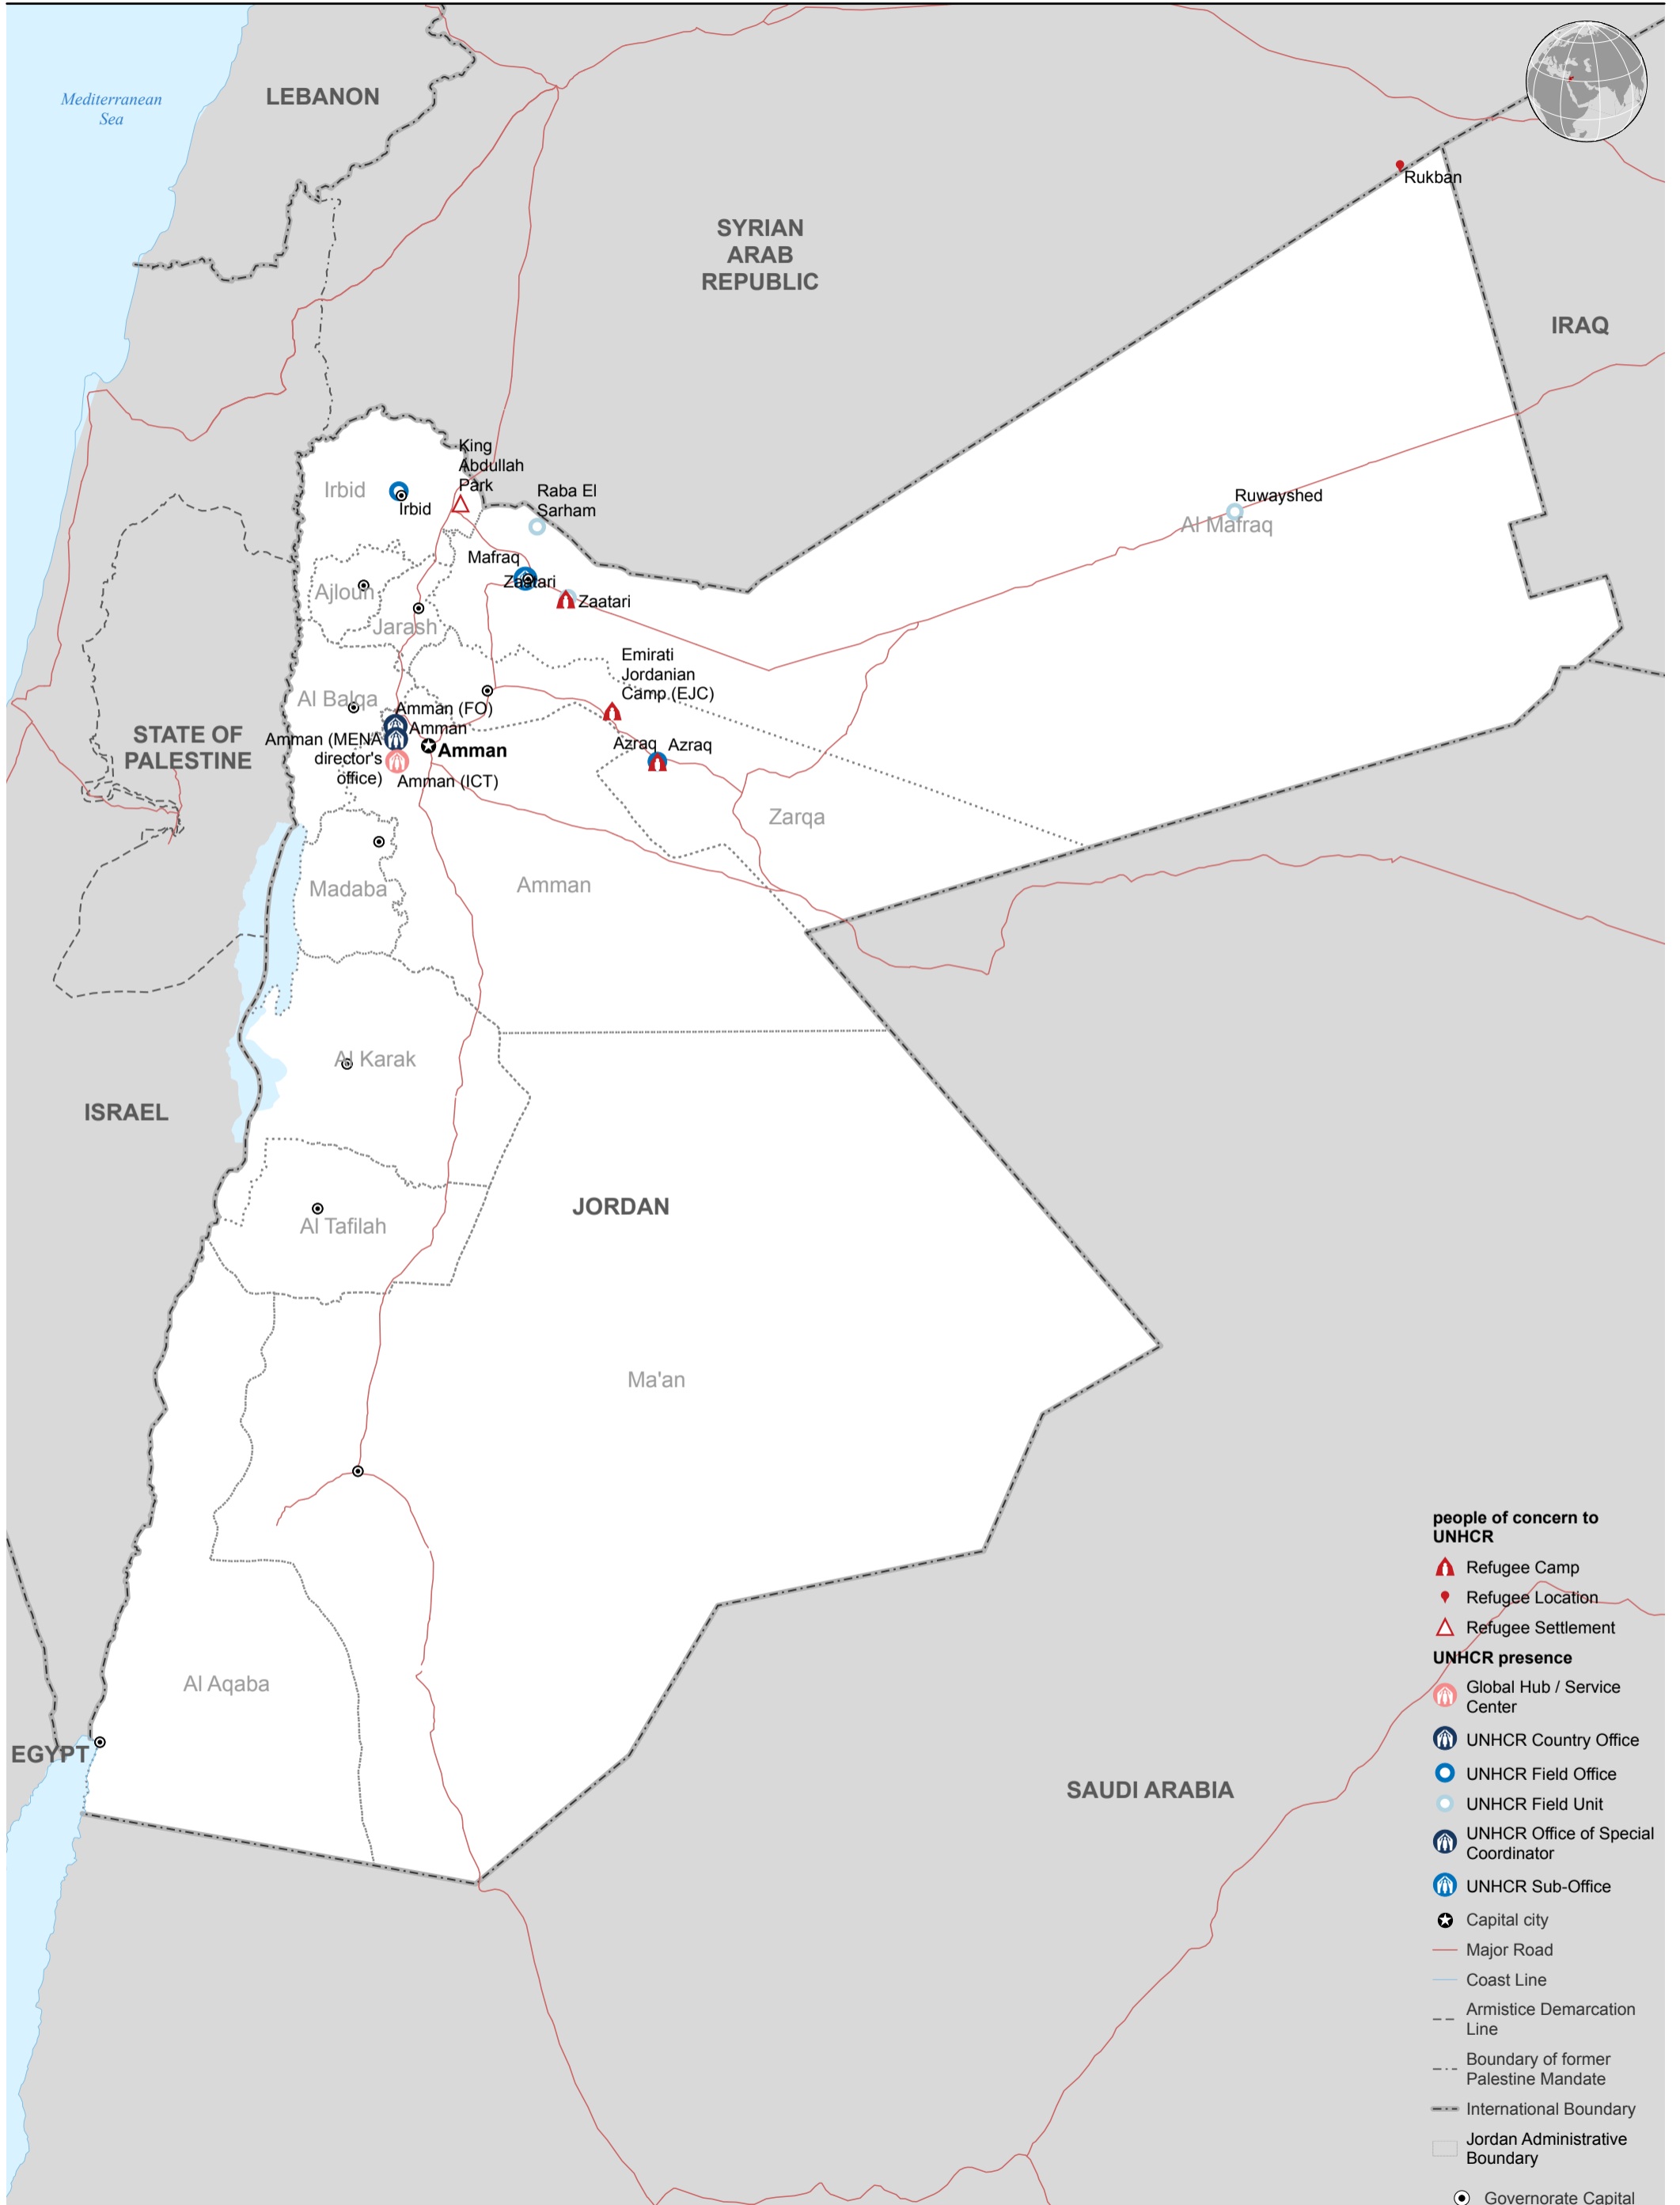 Mediterranean
Sea
LEBANON
SYRIAN
ARAB
REPUBLIC
Rukban
IRAQ
King
Abdullah
Park
Irbid
Irbid
Raba El
Sarham
Ruwayshed
Al Mafraq
Mafraq
Zaatari
Zaatari
Ajloun
Jarash
Emirati
Jordanian
Camp (EJC)
Al Balqa
Amman (FO)
Amman
Amman (MENA
director's
office)
Amman
Amman (ICT)
Azraq
Azraq
STATE OF
PALESTINE
Zarqa
Madaba
Amman
Al Karak
ISRAEL
JORDAN
Al Tafilah
Ma'an
Al Aqaba
EGYPT
SAUDI ARABIA
people of concern to
UNHCR
Refugee Camp
Refugee Location
Refugee Settlement
UNHCR presence
Global Hub / Service
Center
UNHCR Country Office
UNHCR Field Office
UNHCR Field Unit
UNHCR Office of Special
Coordinator
UNHCR Sub-Office
Capital city
Major Road
Coast Line
Armistice Demarcation
Line
Boundary of former
Palestine Mandate
International Boundary
Jordan Administrative
Boundary
Governorate Capital